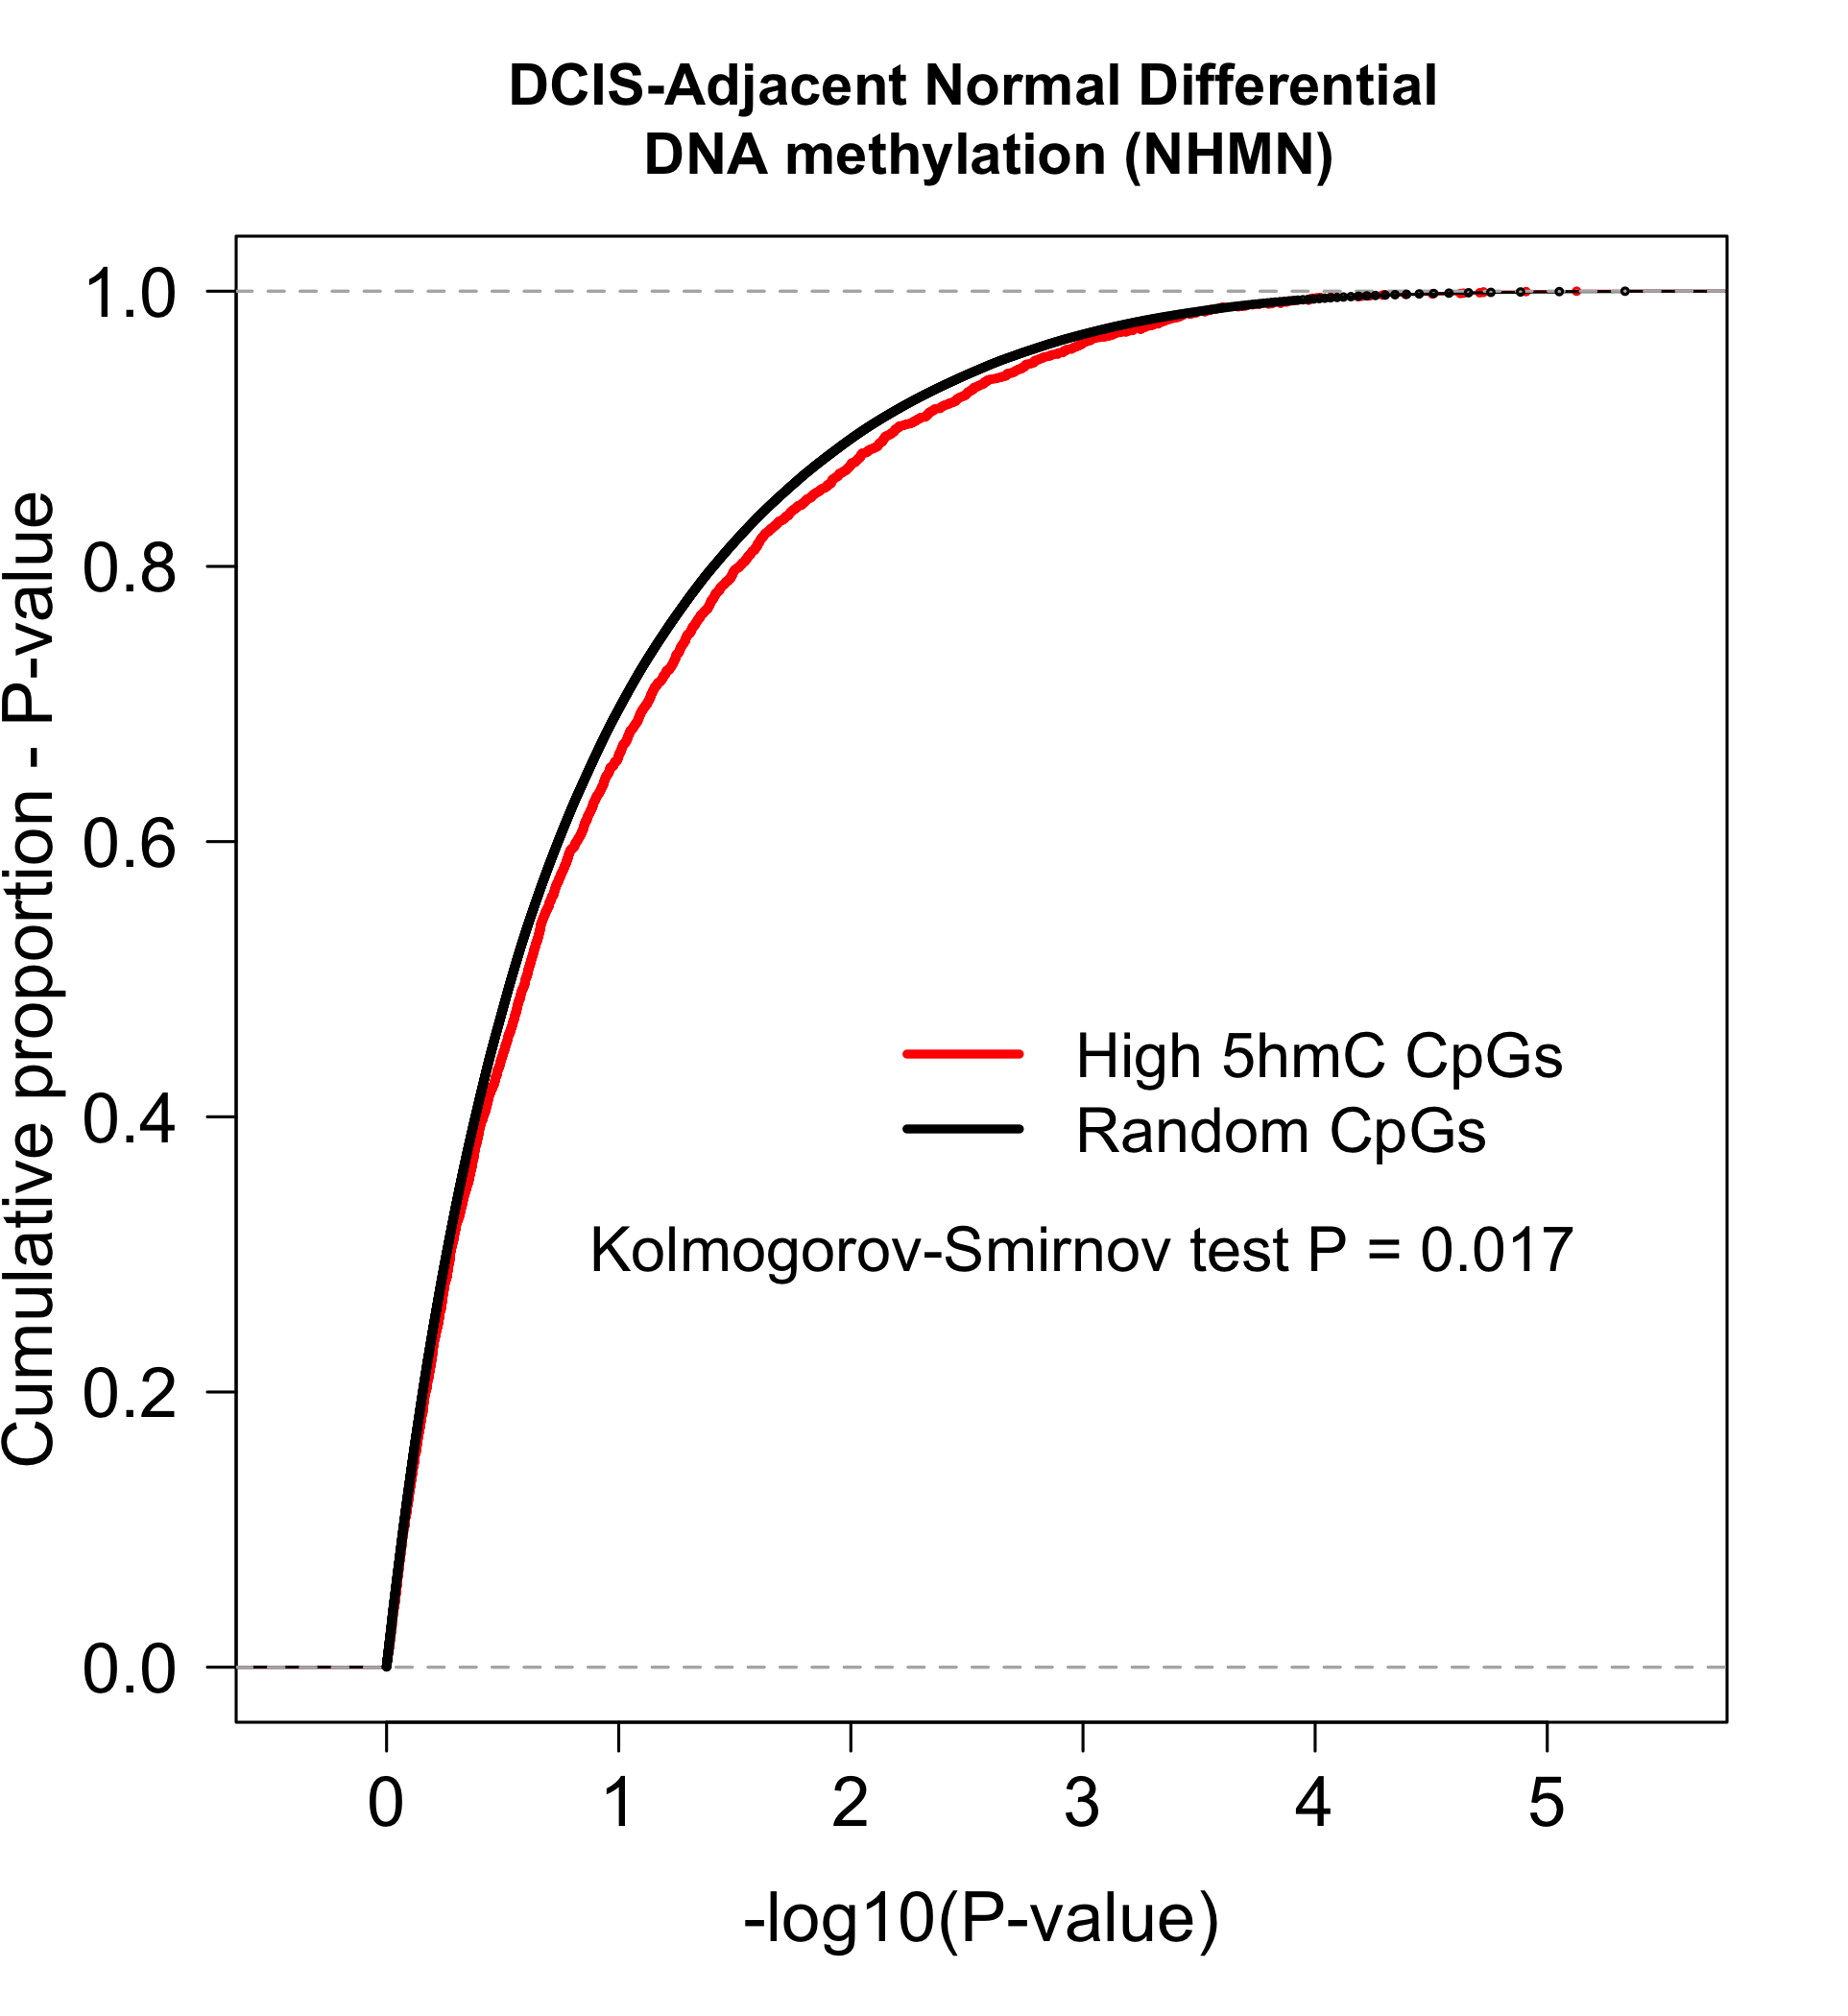 DCIS-Adjacent Normal Differential
DNA methylation (NHMN)
Cumulative proportion - P-value
1.0
0.8
0.6
0.4
0.2
0.0
High 5hmC CpGs
Random CpGs
Kolmogorov-Smirnov test P = 0.017
0 1 2 3 4 5
-log10(P-value)